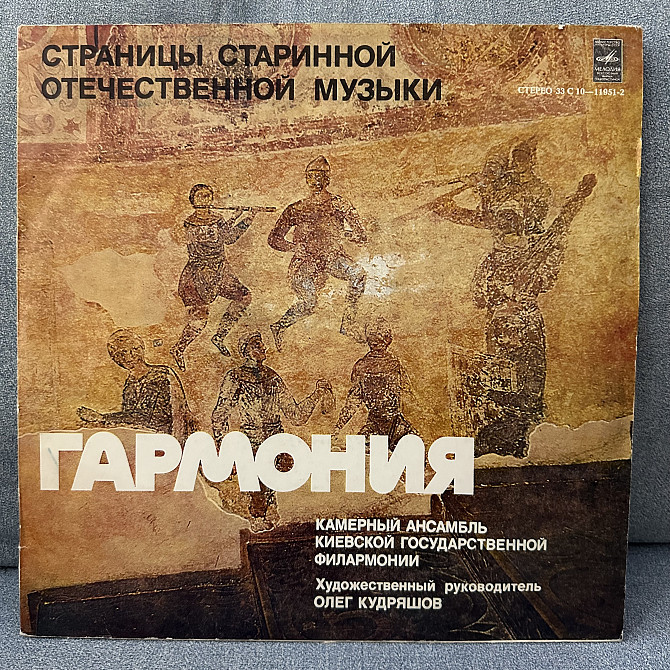 СТРАНИЦЫ СТАРИННОЙ
ОТЕЧЕСТВЕННОЙ МУЗЫКИ
МЕЛОДИЯ
СТЕРЕО 33 С 10—11951-2
ГАРМОНИЯ
КАМЕРНЫЙ АНСАМБЛЬ
КИЕВСКОЙ ГОСУДАРСТВЕННОЙ
ФИЛАРМОНИИ
Художественный руководитель
ОЛЕГ КУДРЯШОВ